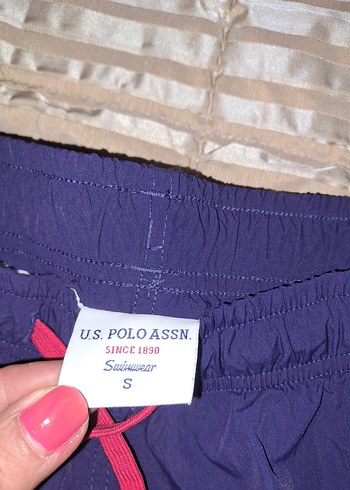 U.S. POLO ASSN.
SINCE 1890
Swimwear
S